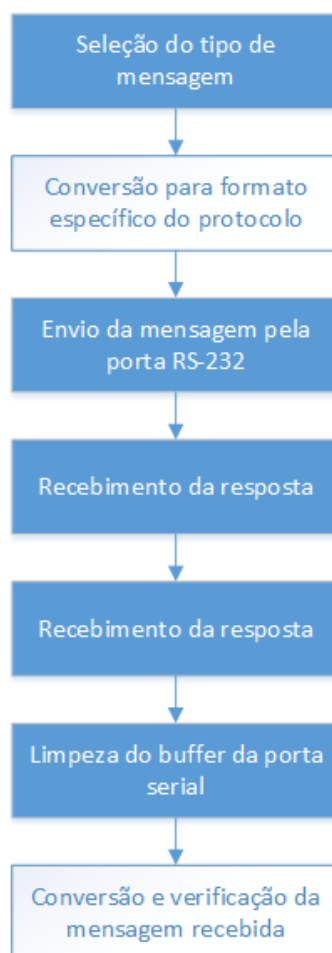 Seleção do tipo de
mensagem
Conversão para formato
específico do protocolo
Envio da mensagem pela
porta RS-232
Recebimento da resposta
Recebimento da resposta
Limpeza do buffer da porta
serial
Conversão e verificação da
mensagem recebida